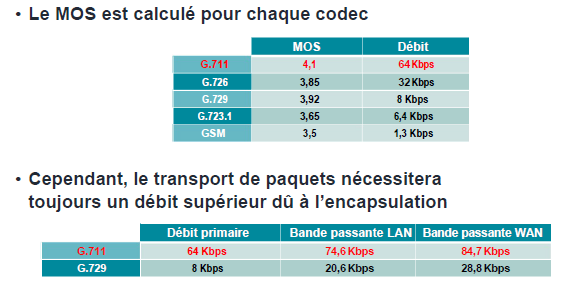 • Le MOS est calculé pour chaque codec
MOS Débit
G.711 4,1 64 Kbps
G.726 3,85 32 Kbps
G.729 3,92 8 Kbps
G.723.1 3,65 6,4 Kbps
GSM 3,5 1,3 Kbps
• Cependant, le transport de paquets nécessitera
toujours un débit supérieur dû à l'encapsulation
Débit primaire Bande passante LAN Bande passante WAN
G.711 64 Kbps 74,6 Kbps 84,7 Kbps
G.729 8 Kbps 20,6 Kbps 28,8 Kbps